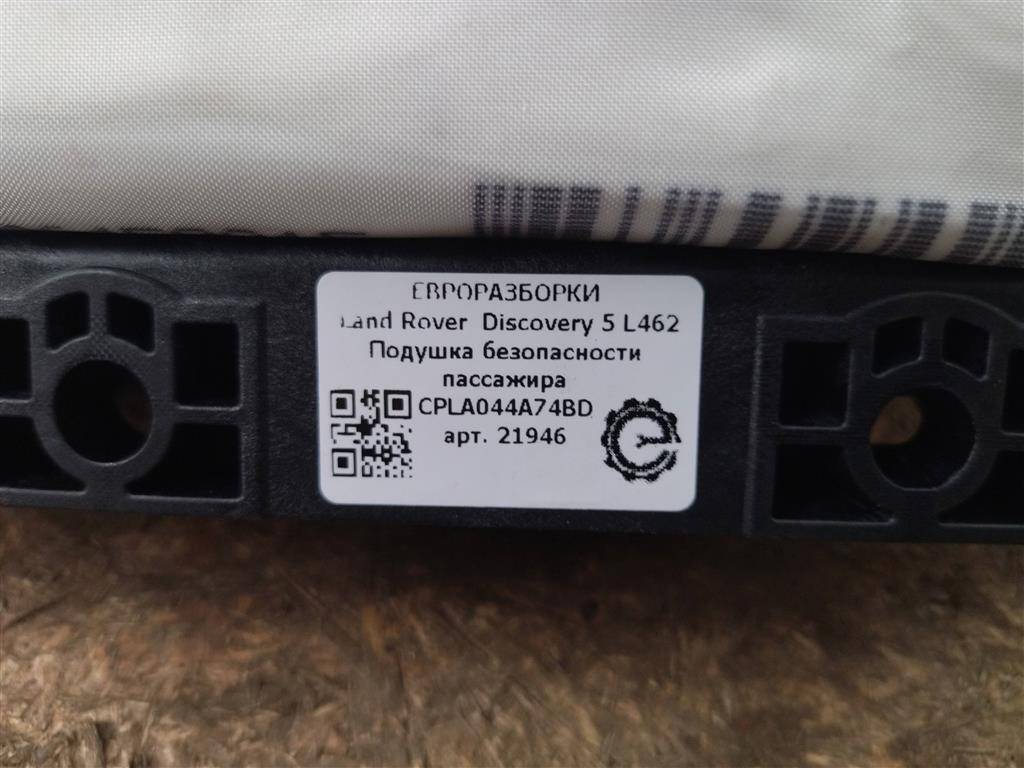 ЕВРОРАЗБОРКИ
Land Rover Discovery 5 L462
Подушка безопасности
пассажира
CPLA044A74BD
арт. 21946